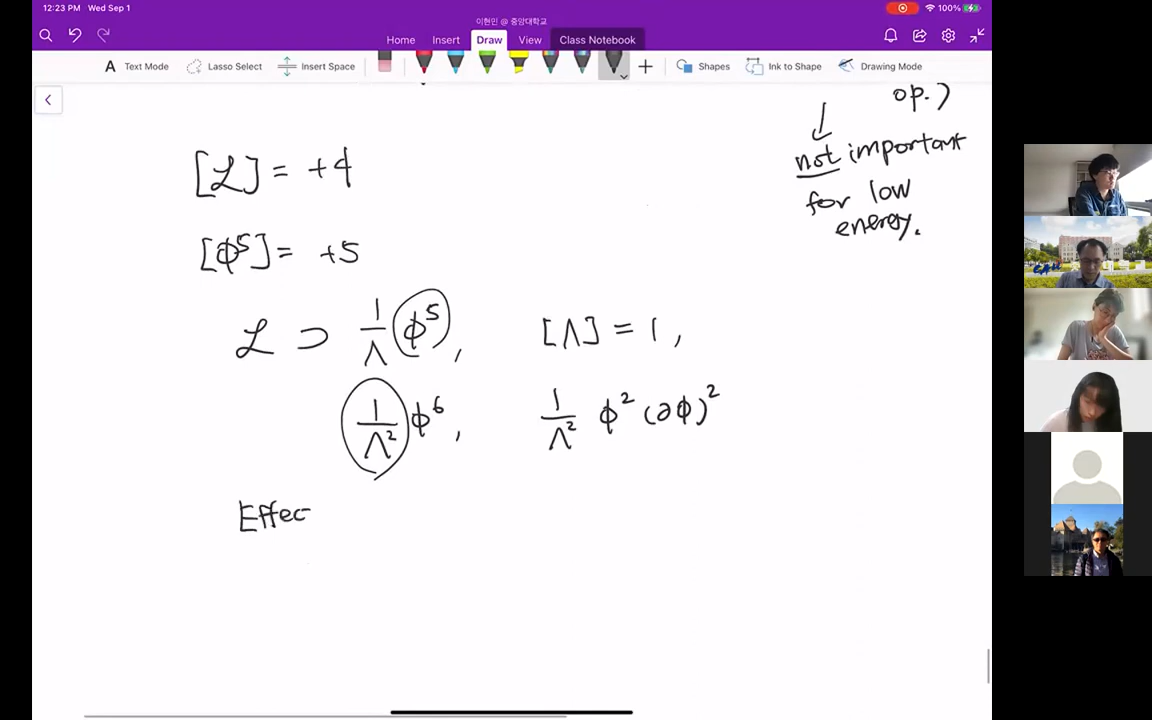 12:23 PM Wed Sep 1
100%
이현민 @ 중앙대학교
Home Insert Draw View Class Notebook
Text Mode Lasso Select Insert Space Shapes Ink to Shape Drawing Mode
op.)
not important
for low
energy.
[ℒ] = +4
[ϕ⁵] = +5
ℒ ⊃ 1/Λ ϕ⁵, [Λ] = 1,
1/Λ² ϕ⁶, 1/Λ² ϕ² (∂ϕ)²
Effec